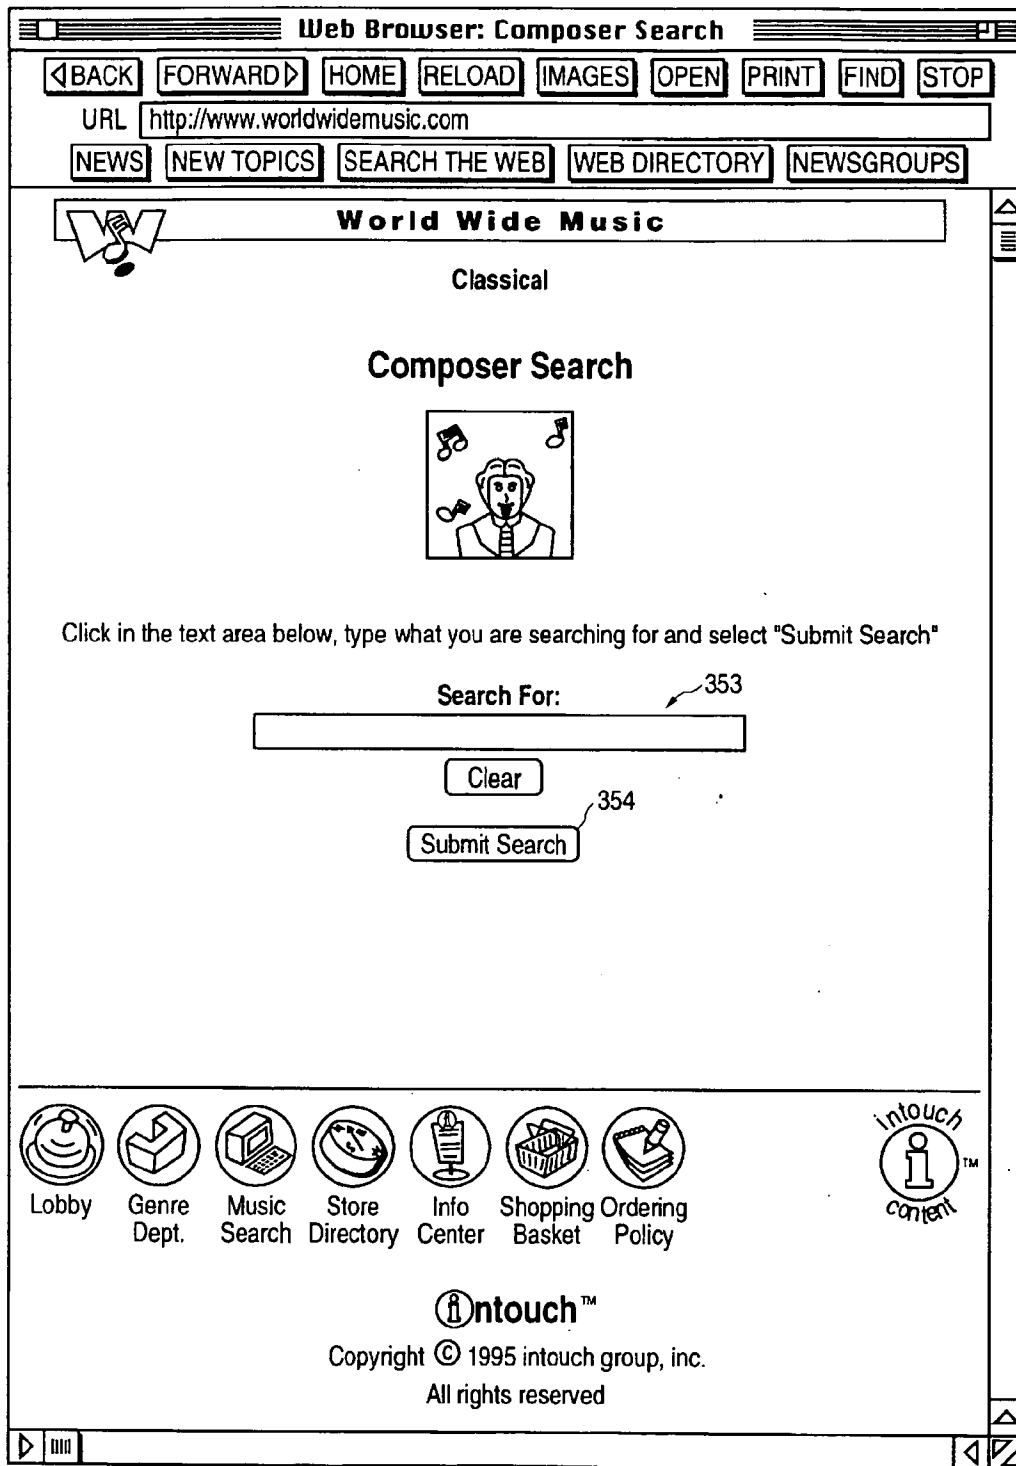 Web Browser: Composer Search
BACK FORWARD HOME RELOAD IMAGES OPEN PRINT FIND STOP
URL http://www.worldwidemusic.com
NEWS NEW TOPICS SEARCH THE WEB WEB DIRECTORY NEWSGROUPS
World Wide Music
Classical
Composer Search
Click in the text area below, type what you are searching for and select "Submit Search"
Search For: 353
Clear
354
Submit Search
intouch
i TM
content
Lobby Genre Music Store Info Shopping Ordering
Dept. Search Directory Center Basket Policy
intouch™
Copyright © 1995 intouch group, inc.
All rights reserved